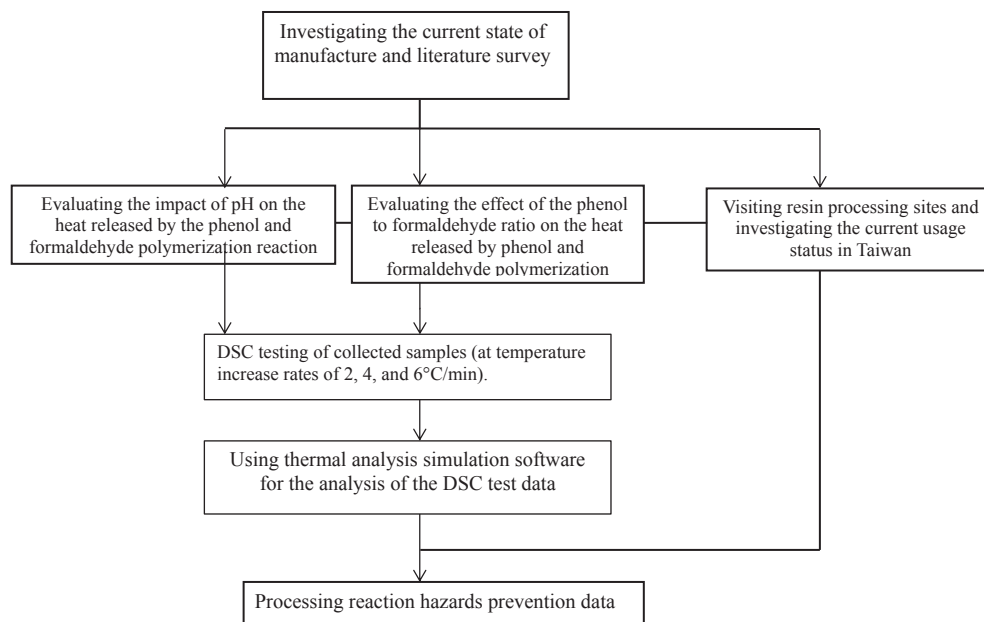 Investigating the current state of
manufacture and literature survey
Evaluating the impact of pH on the
heat released by the phenol and
formaldehyde polymerization reaction
Evaluating the effect of the phenol
to formaldehyde ratio on the heat
released by phenol and
formaldehyde polymerization
Visiting resin processing sites and
investigating the current usage
status in Taiwan
DSC testing of collected samples (at temperature
increase rates of 2, 4, and 6°C/min).
Using thermal analysis simulation software
for the analysis of the DSC test data
Processing reaction hazards prevention data